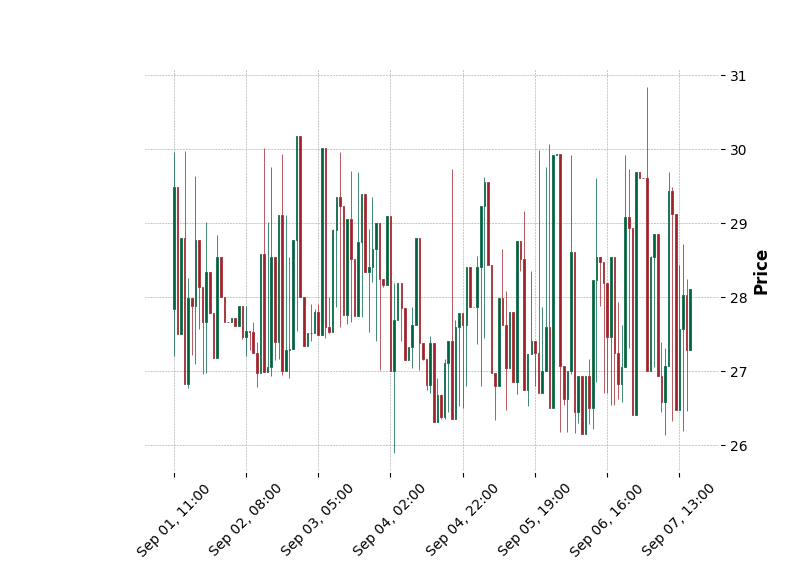 31
30
29
28
27
26
Price
Sep 01, 11:00
Sep 02, 08:00
Sep 03, 05:00
Sep 04, 02:00
Sep 04, 22:00
Sep 05, 19:00
Sep 06, 16:00
Sep 07, 13:00